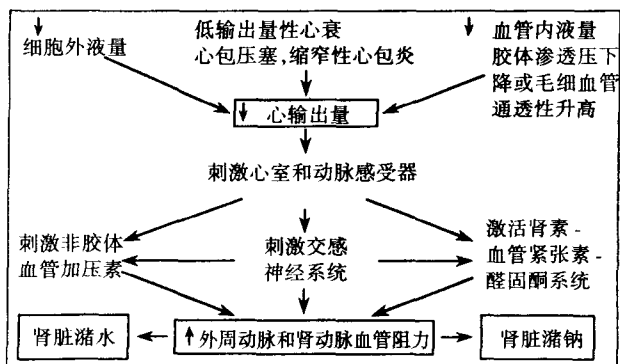 ↓
细胞外液量
低输出量性心衰
心包压塞,缩窄性心包炎
↓ 血管内液量
胶体渗透压下
降或毛细血管
通透性升高
↓ 心输出量
刺激心室和动脉感受器
刺激非胶体
血管加压素
刺激交感
神经系统
激活肾素-
血管紧张素-
醛固酮系统
肾脏潴水
↑外周动脉和肾动脉血管阻力
肾脏潴钠